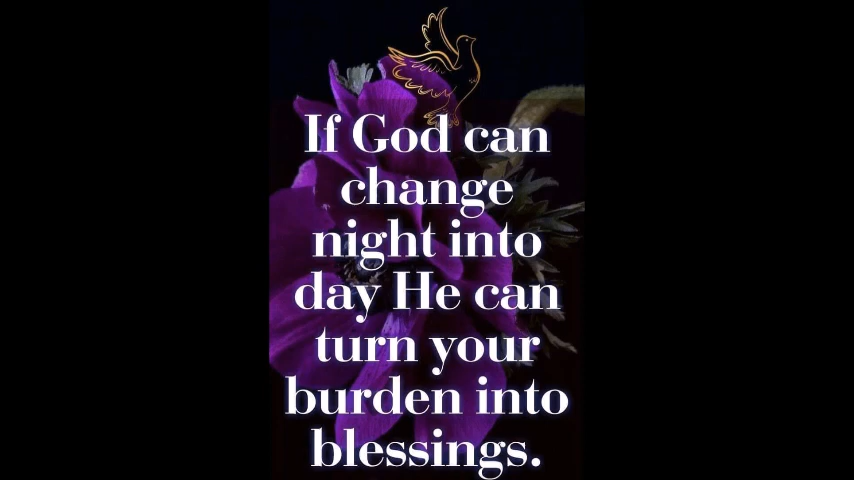 If God can
change
night into
day He can
turn your
burden into
blessings.